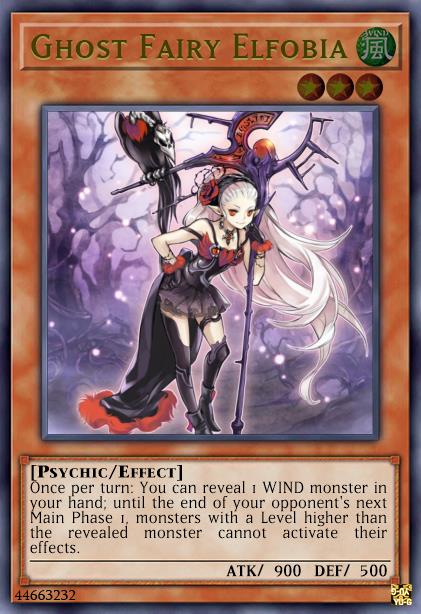 GHOST FAIRY ELFOBIA
WIND
風
[PSYCHIC/EFFECT]
Once per turn: You can reveal 1 WIND monster in
your hand; until the end of your opponent's next
Main Phase 1, monsters with a Level higher than
the revealed monster cannot activate their
effects.
ATK/ 900 DEF/ 500
44663232